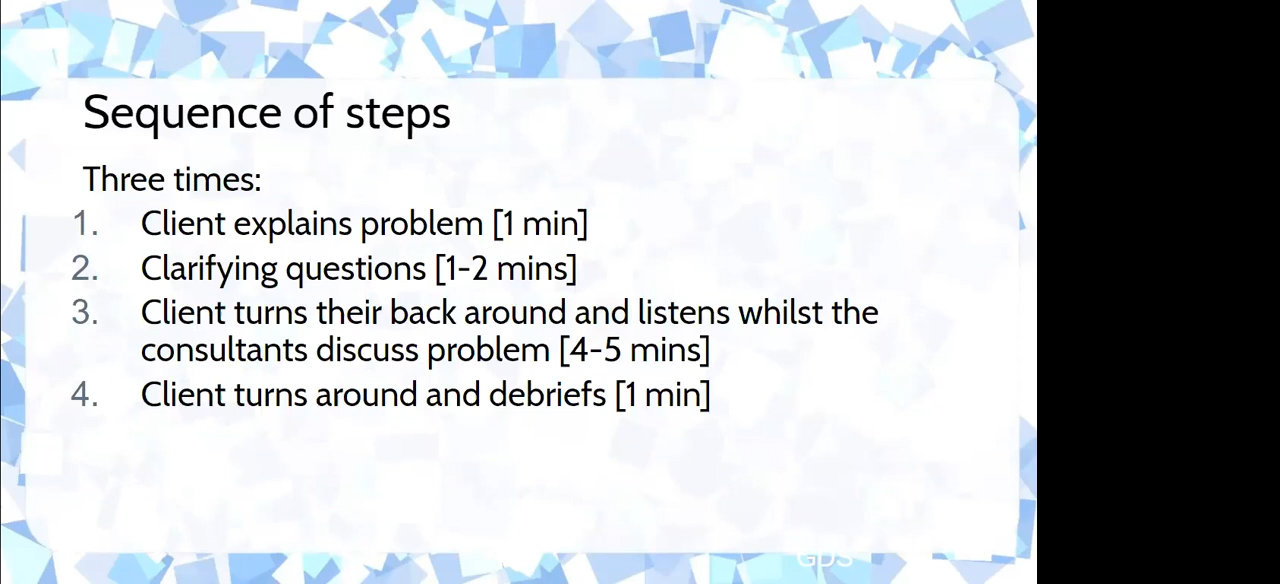 Sequence of steps
Three times:
1. Client explains problem [1 min]
2. Clarifying questions [1-2 mins]
3. Client turns their back around and listens whilst the
consultants discuss problem [4-5 mins]
4. Client turns around and debriefs [1 min]
GDS